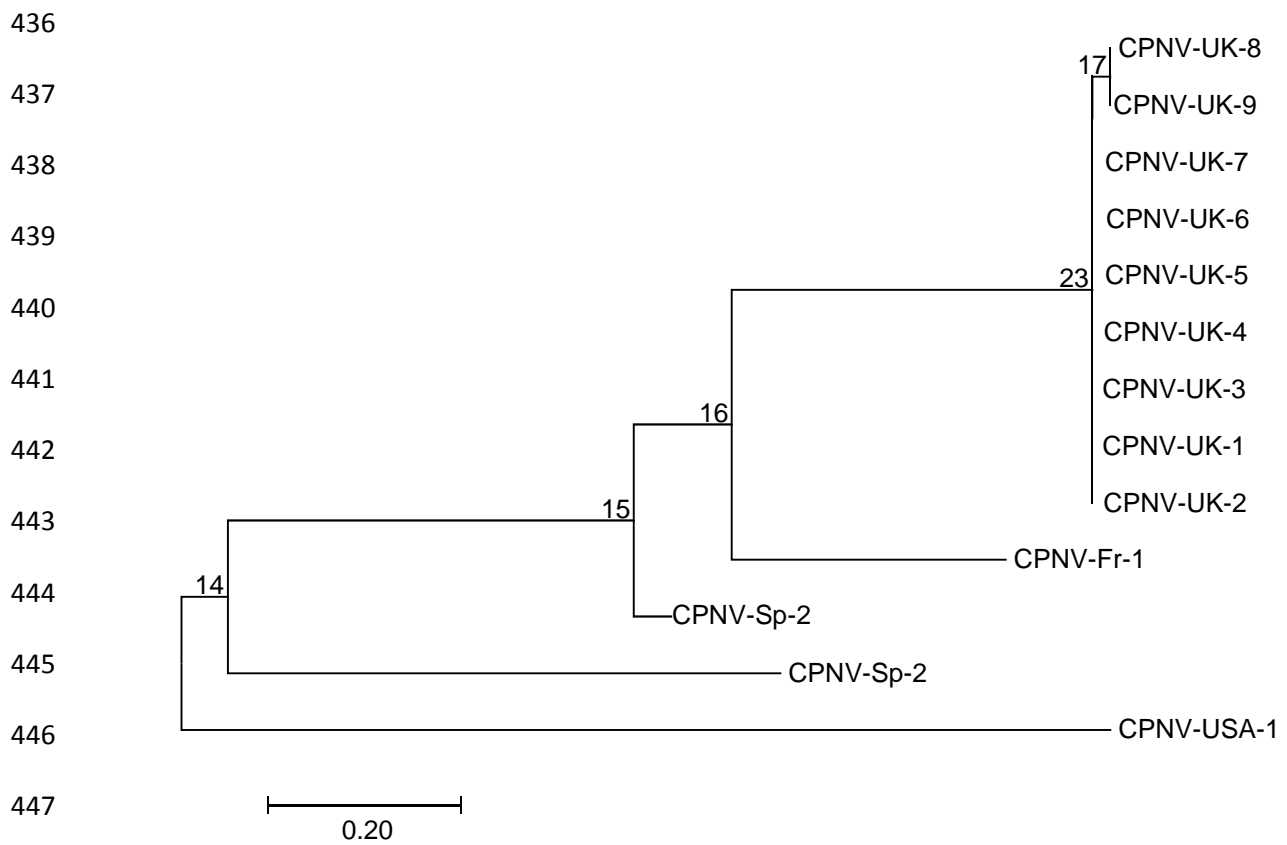 436
CPNV-UK-8
17
437
CPNV-UK-9
438
CPNV-UK-7
439
CPNV-UK-6
23
CPNV-UK-5
440
CPNV-UK-4
441
CPNV-UK-3
16
442
CPNV-UK-1
15
443
CPNV-UK-2
CPNV-Fr-1
444
14
CPNV-Sp-2
445
CPNV-Sp-2
446
CPNV-USA-1
447
0.20